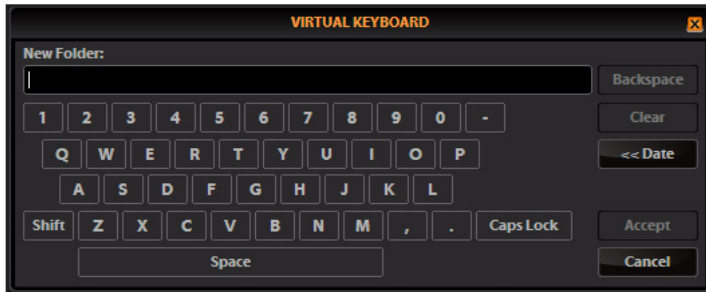 VIRTUAL KEYBOARD
New Folder:
Backspace
1 2 3 4 5 6 7 8 9 0 - Clear
Q W E R T Y U I O P << Date
A S D F G H J K L
Shift Z X C V B N M , . Caps Lock Accept
Space Cancel